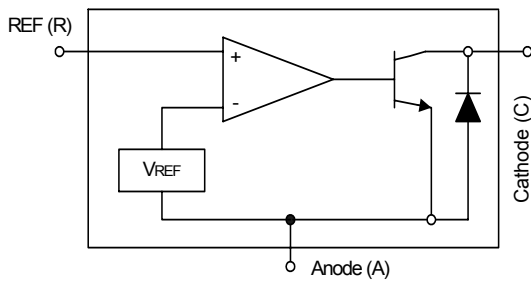 REF (R)
+
-
VREF
Cathode (C)
Anode (A)